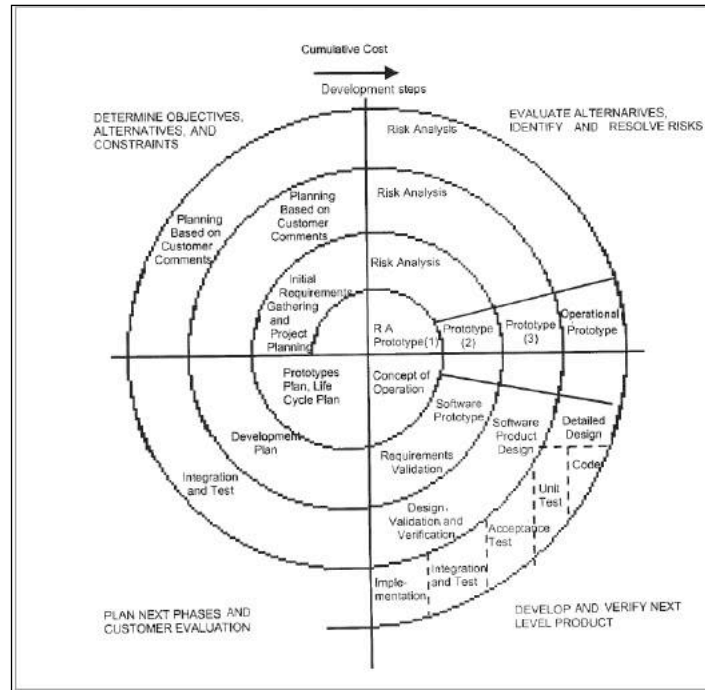 Cumulative Cost
Development steps
DETERMINE OBJECTIVES,
ALTERNATIVES, AND
CONSTRAINTS
EVALUATE ALTERNARIVES,
IDENTIFY AND RESOLVE RISKS
Risk Analysis
Planning
Based on
Customer
Comments
Planning
Based on
Customer
Comments
Risk Analysis
Initial
Requirements
Gathering
and
Project
Planning
Risk Analysis
R A
Prototype(1)
Prototype
(2)
Prototype
(3)
Operational
Prototype
Prototypes
Plan, Life
Cycle Plan
Concept of
Operation
Software
Prototype
Software
Product
Design
Detailed
Design
Code
Development
Plan
Requirements
Validation
Integration
and Test
Unit
Test
Design,
Validation and
Verification
Acceptance
Test
Integration
and Test
Imple-
mentation
PLAN NEXT PHASES AND
CUSTOMER EVALUATION
DEVELOP AND VERIFY NEXT
LEVEL PRODUCT